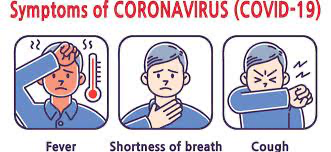 Symptoms of CORONAVIRUS (COVID-19)
Fever
Shortness of breath
Cough